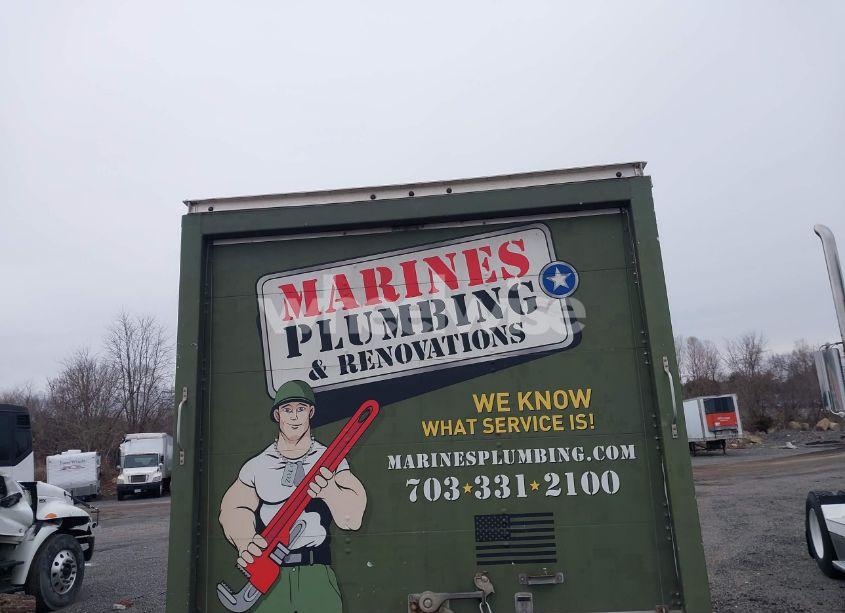 MARINES
PLUMBING
& RENOVATIONS
WE KNOW
WHAT SERVICE IS!
MARINESPLUMBING.COM
703★331★2100